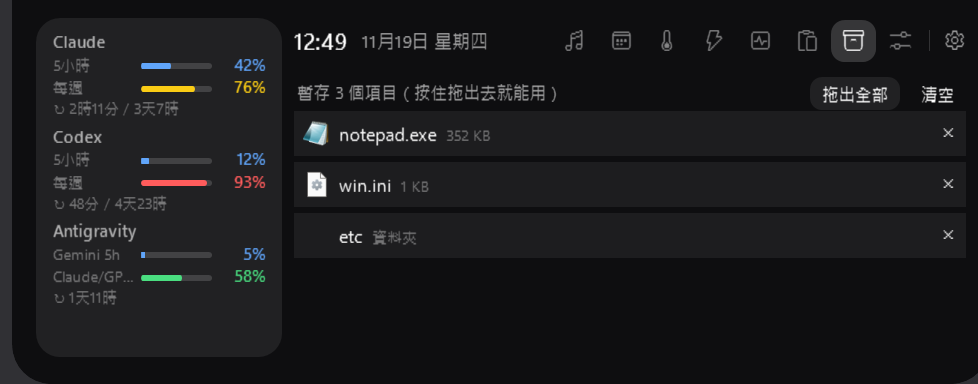 Claude
5小時 42%
每週 76%
↻ 2時11分 / 3天7時
Codex
5小時 12%
每週 93%
↻ 48分 / 4天23時
Antigravity
Gemini 5h 5%
Claude/GP... 58%
↻ 1天11時
12:49 11月19日 星期四
暫存 3 個項目 ( 按住拖出去就能用 ) 拖出全部 清空
notepad.exe 352 KB ×
win.ini 1 KB ×
etc 資料夾 ×